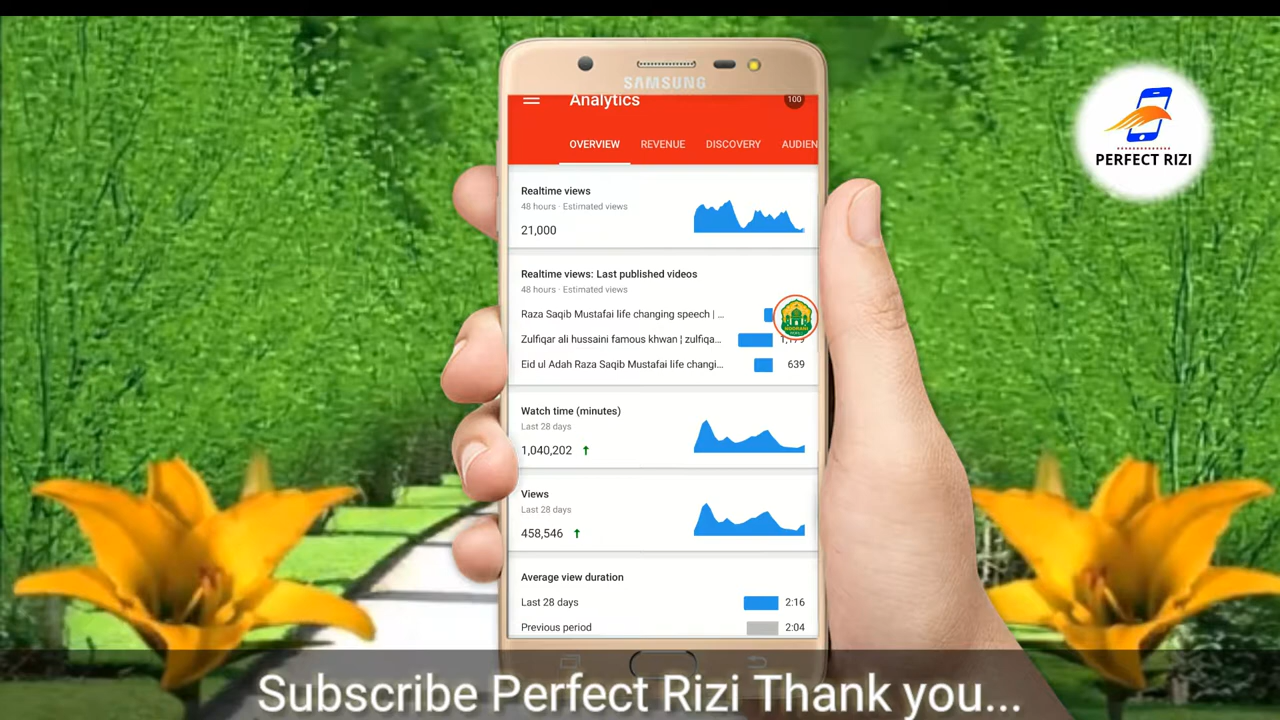 SAMSUNG
Analytics
100
OVERVIEW REVENUE DISCOVERY AUDIEN
PERFECT RIZI
Realtime views
48 hours · Estimated views
21,000
Realtime views: Last published videos
48 hours · Estimated views
Raza Saqib Mustafai life changing speech | ...
Zulfiqar ali hussaini famous khwan ¦ zulfiqa...
Eid ul Adah Raza Saqib Mustafai life changi... 639
Watch time (minutes)
Last 28 days
1,040,202
Views
Last 28 days
458,546
Average view duration
Last 28 days 2:16
Previous period 2:04
Subscribe Perfect Rizi Thank you...